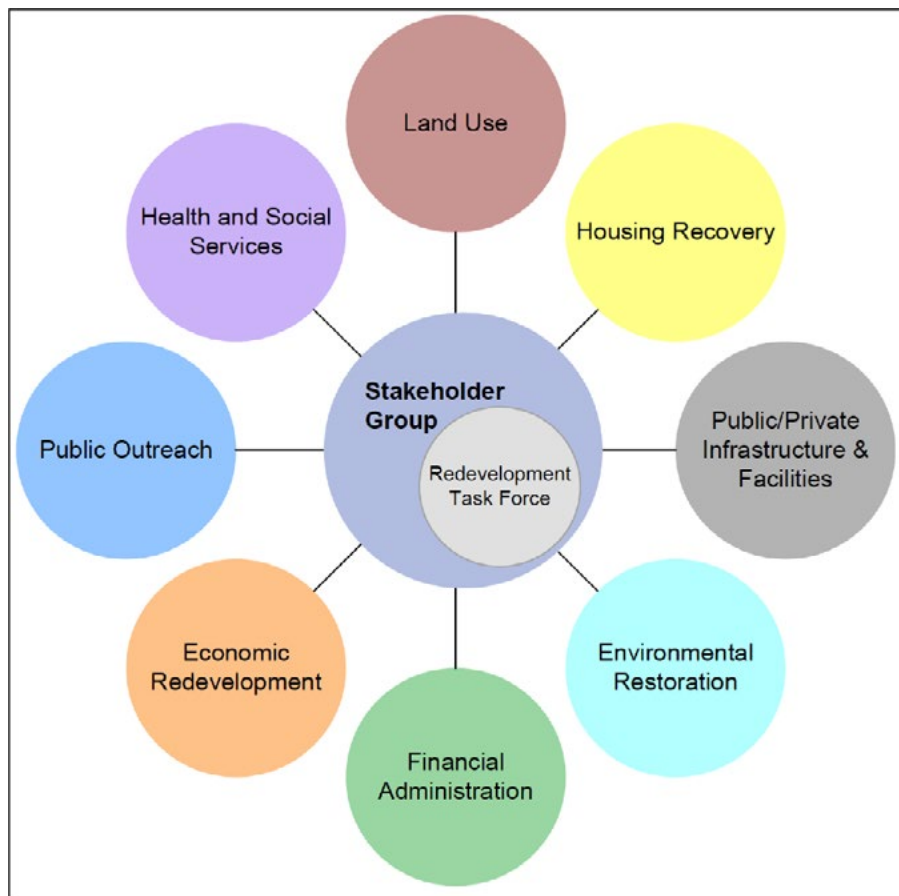 Land Use
Health and Social
Services
Housing Recovery
Stakeholder
Group
Public Outreach
Public/Private
Infrastructure &
Facilities
Redevelopment
Task Force
Economic
Redevelopment
Environmental
Restoration
Financial
Administration